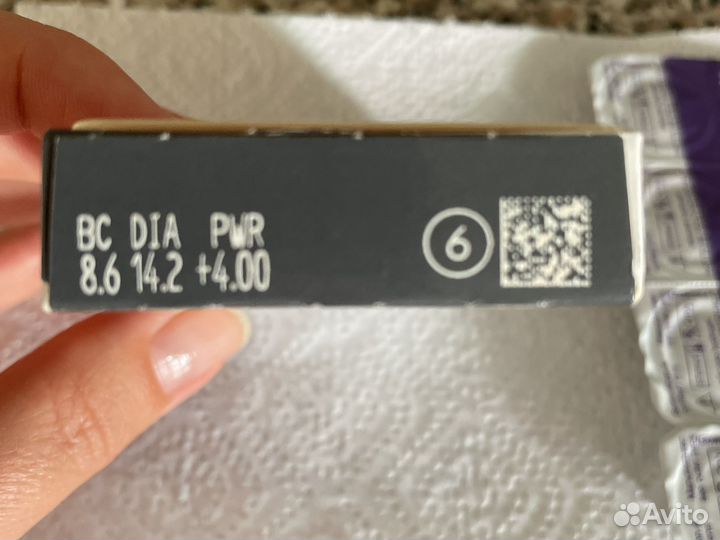 BC DIA PWR
8.6 14.2 +4.00
6
Avito